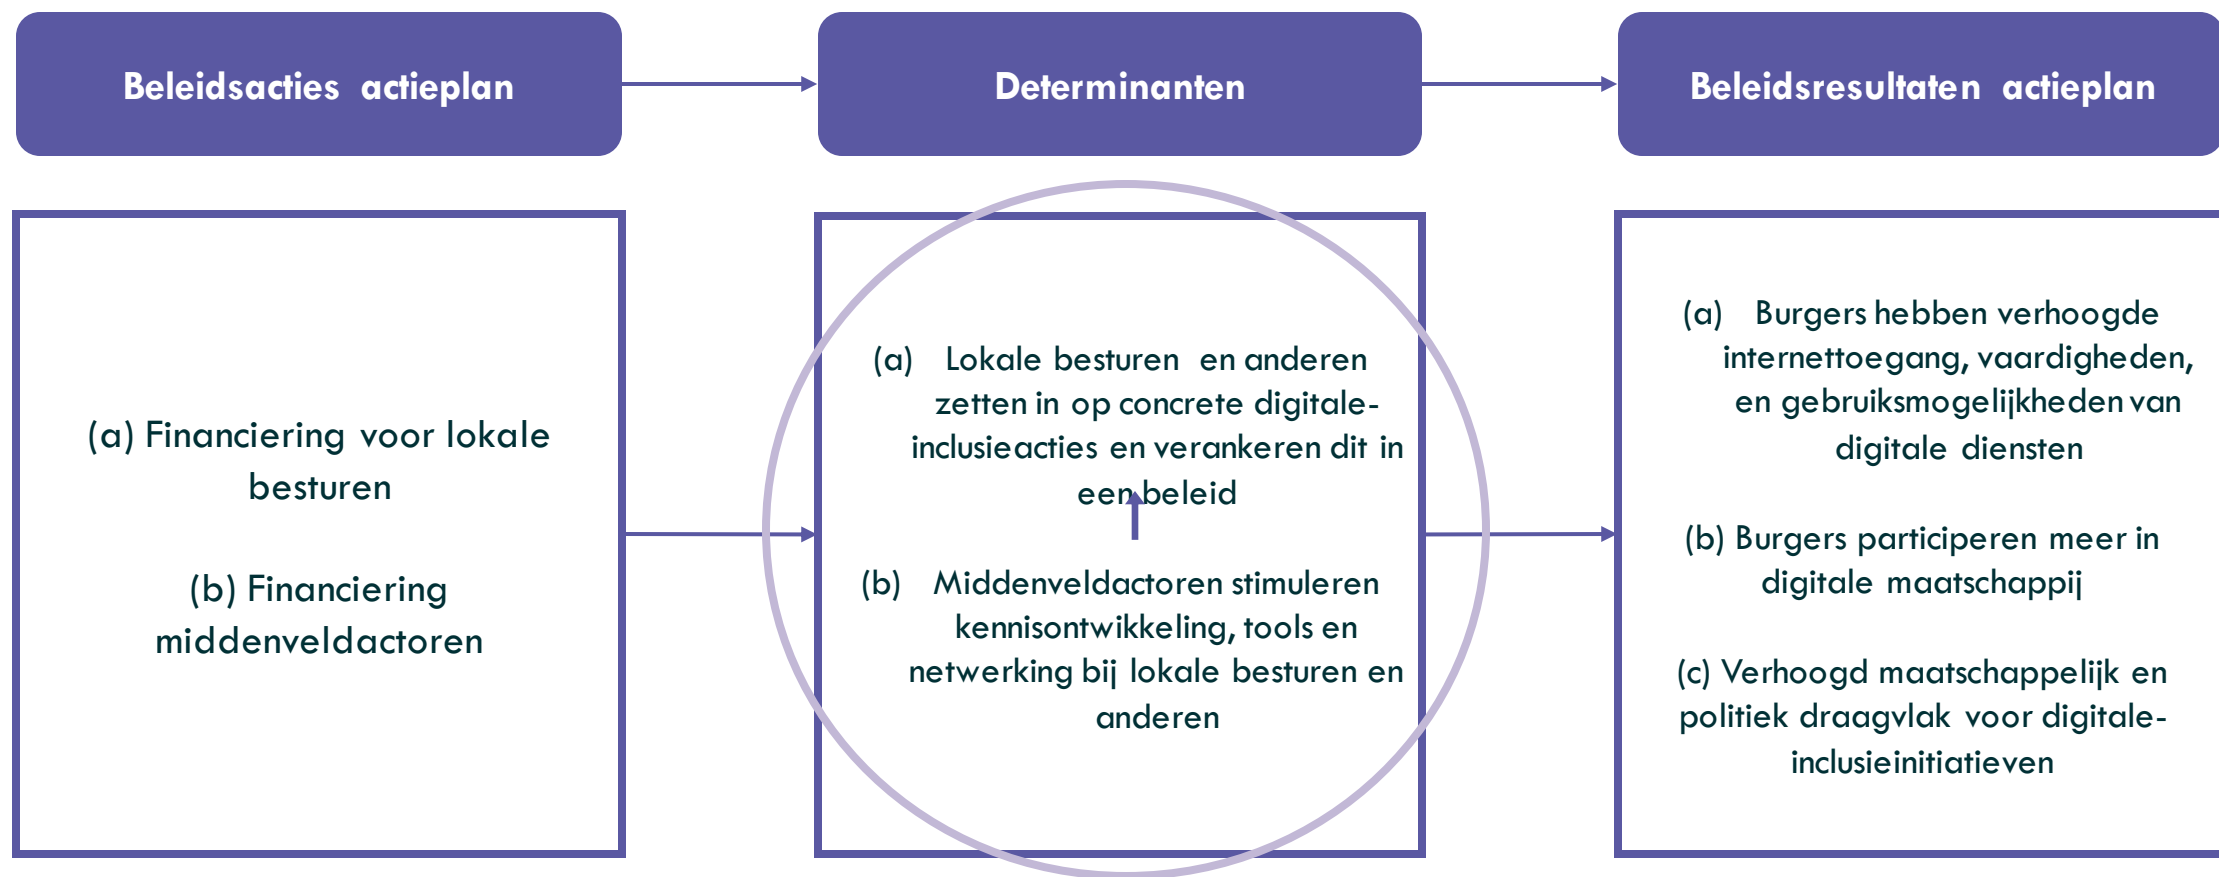 Beleidsacties actieplan
Determinanten
Beleidsresultaten actieplan
(a) Financiering voor lokale
besturen
(b) Financiering
middenveldactoren
(a) Lokale besturen en anderen
zetten in op concrete digitale-
inclusieacties en verankeren dit in
een beleid
(b) Middenveldactoren stimuleren
kennisontwikkeling, tools en
netwerking bij lokale besturen en
anderen
(a) Burgers hebben verhoogde
internettoegang, vaardigheden,
en gebruiksmogelijkheden van
digitale diensten
(b) Burgers participeren meer in
digitale maatschappij
(c) Verhoogd maatschappelijk en
politiek draagvlak voor digitale-
inclusieinitiatieven